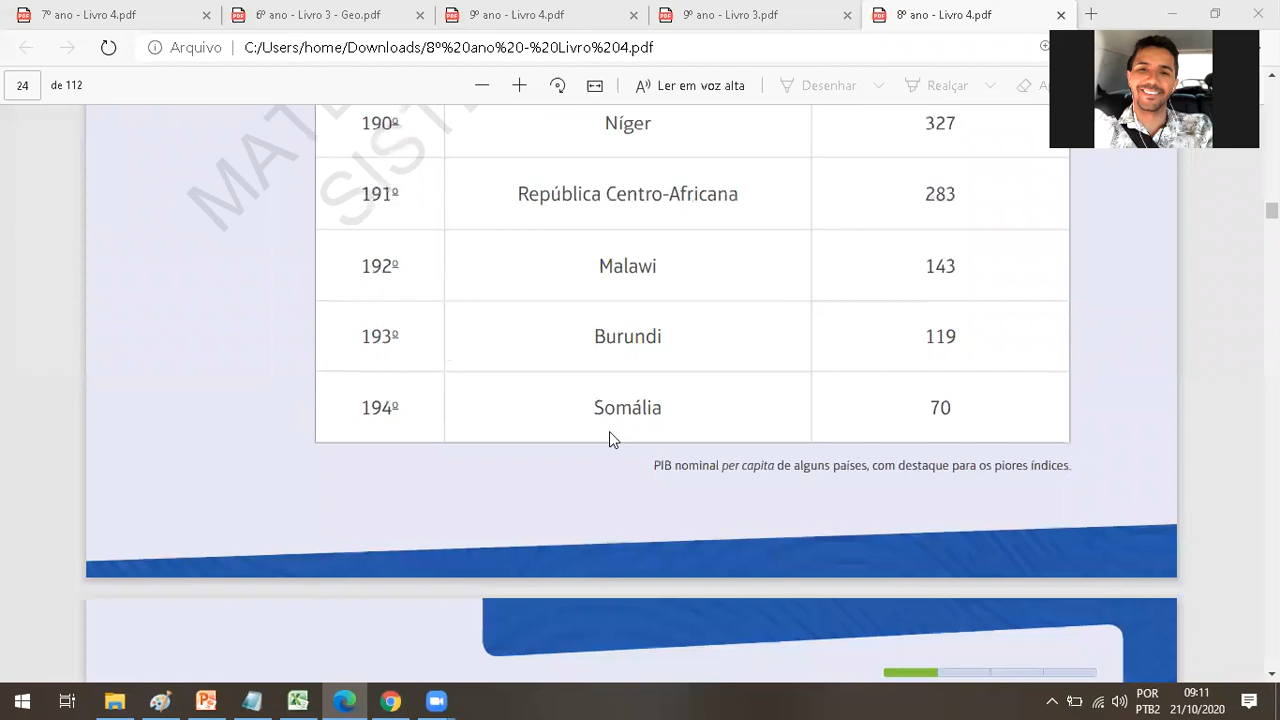 7º ano - Livro 4.pdf
6º ano - Livro 3 - Geo.pdf
9º ano - Livro 4.pdf
9º ano - Livro 3.pdf
8º ano - Livro 4.pdf
Arquivo C:/Users/home/Downloads/8º%20ano%20-%20Livro%204.pdf
24 de 112 Ler em voz alta Desenhar Realçar
190º Níger 327
191º República Centro-Africana 283
192º Malawi 143
193º Burundi 119
194º Somália 70
PIB nominal per capita de alguns países, com destaque para os piores índices.
MATE
SIST
POR 09:11
PTB2 21/10/2020